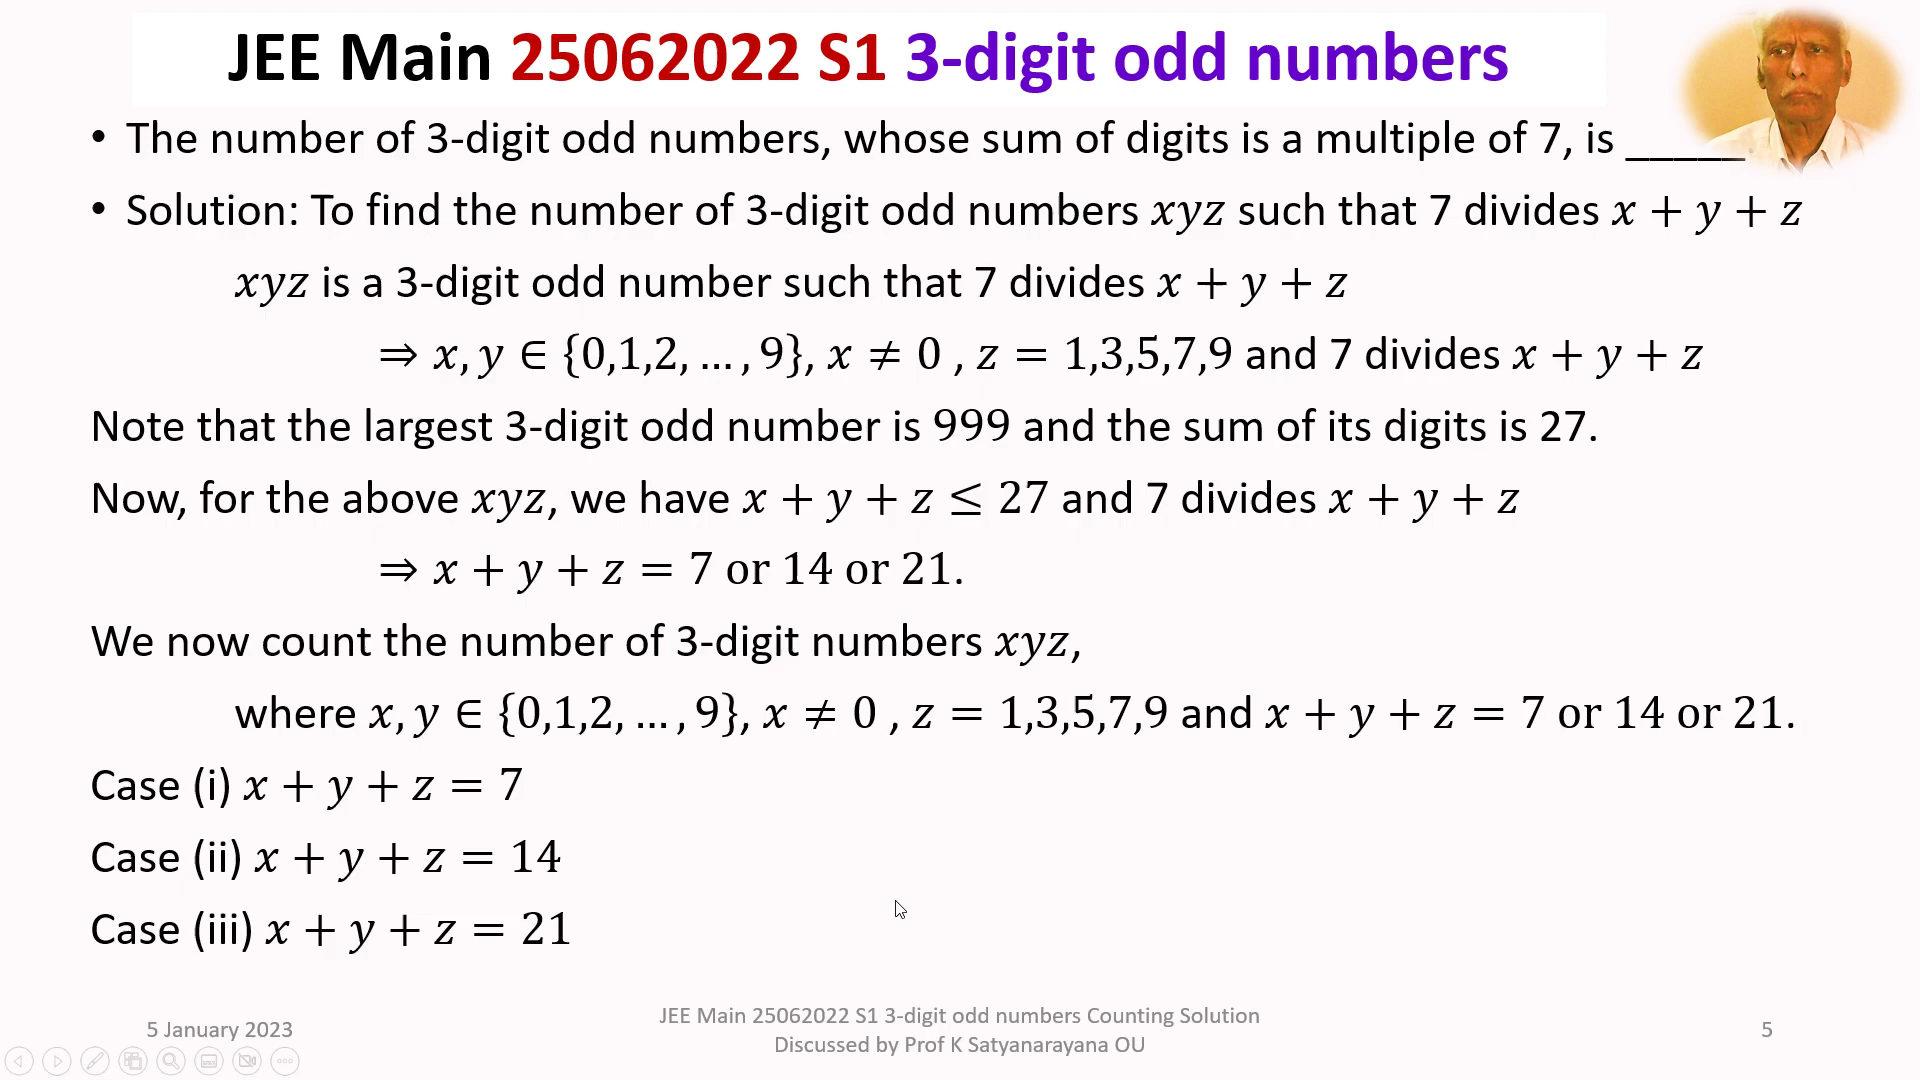 JEE Main 25062022 S1 3-digit odd numbers
• The number of 3-digit odd numbers, whose sum of digits is a multiple of 7, is _____
• Solution: To find the number of 3-digit odd numbers xyz such that 7 divides x + y + z
xyz is a 3-digit odd number such that 7 divides x + y + z
⇒ x, y ∈ {0,1,2, … , 9}, x ≠ 0 , z = 1,3,5,7,9 and 7 divides x + y + z
Note that the largest 3-digit odd number is 999 and the sum of its digits is 27.
Now, for the above xyz, we have x + y + z ≤ 27 and 7 divides x + y + z
⇒ x + y + z = 7 or 14 or 21.
We now count the number of 3-digit numbers xyz,
where x, y ∈ {0,1,2, … , 9}, x ≠ 0 , z = 1,3,5,7,9 and x + y + z = 7 or 14 or 21.
Case (i) x + y + z = 7
Case (ii) x + y + z = 14
Case (iii) x + y + z = 21
5 January 2023
JEE Main 25062022 S1 3-digit odd numbers Counting Solution
Discussed by Prof K Satyanarayana OU
5